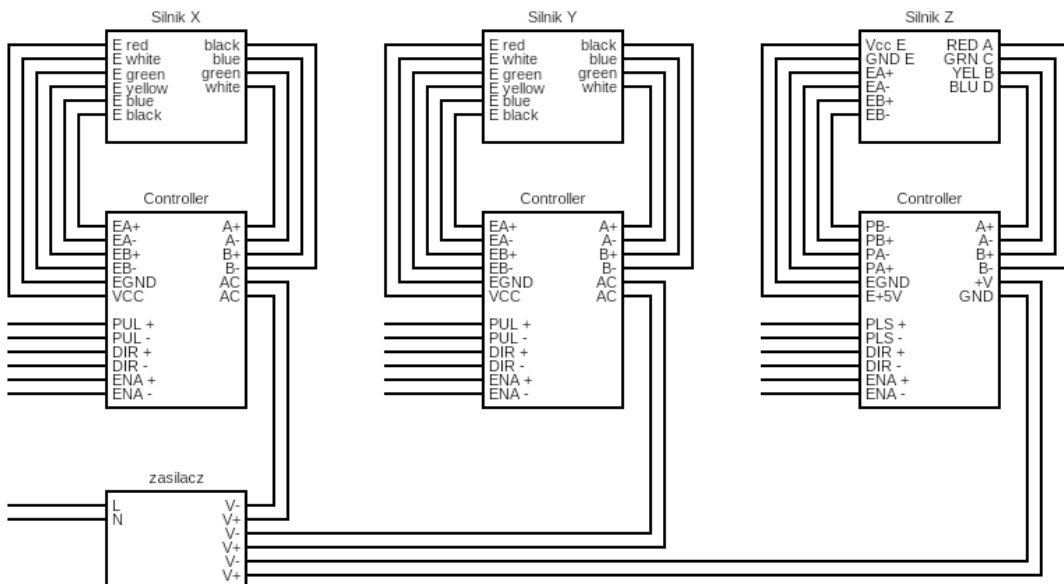 Silnik X
E red black
E white blue
E green green
E yellow white
E blue
E black
Controller
EA+ A+
EA- A-
EB+ B+
EB- B-
EGND AC
VCC AC
PUL +
PUL -
DIR +
DIR -
ENA +
ENA -
zasilacz
L V-
N V+
V-
V+
V-
V+
Silnik Y
E red black
E white blue
E green green
E yellow white
E blue
E black
Controller
EA+ A+
EA- A-
EB+ B+
EB- B-
EGND AC
VCC AC
PUL +
PUL -
DIR +
DIR -
ENA +
ENA -
Silnik Z
Vcc E RED A
GND E GRN C
EA+ YEL B
EA- BLU D
EB+
EB-
Controller
PB- A+
PB+ A-
PA- B+
PA+ B-
EGND +V
E+5V GND
PLS +
PLS -
DIR +
DIR -
ENA +
ENA -